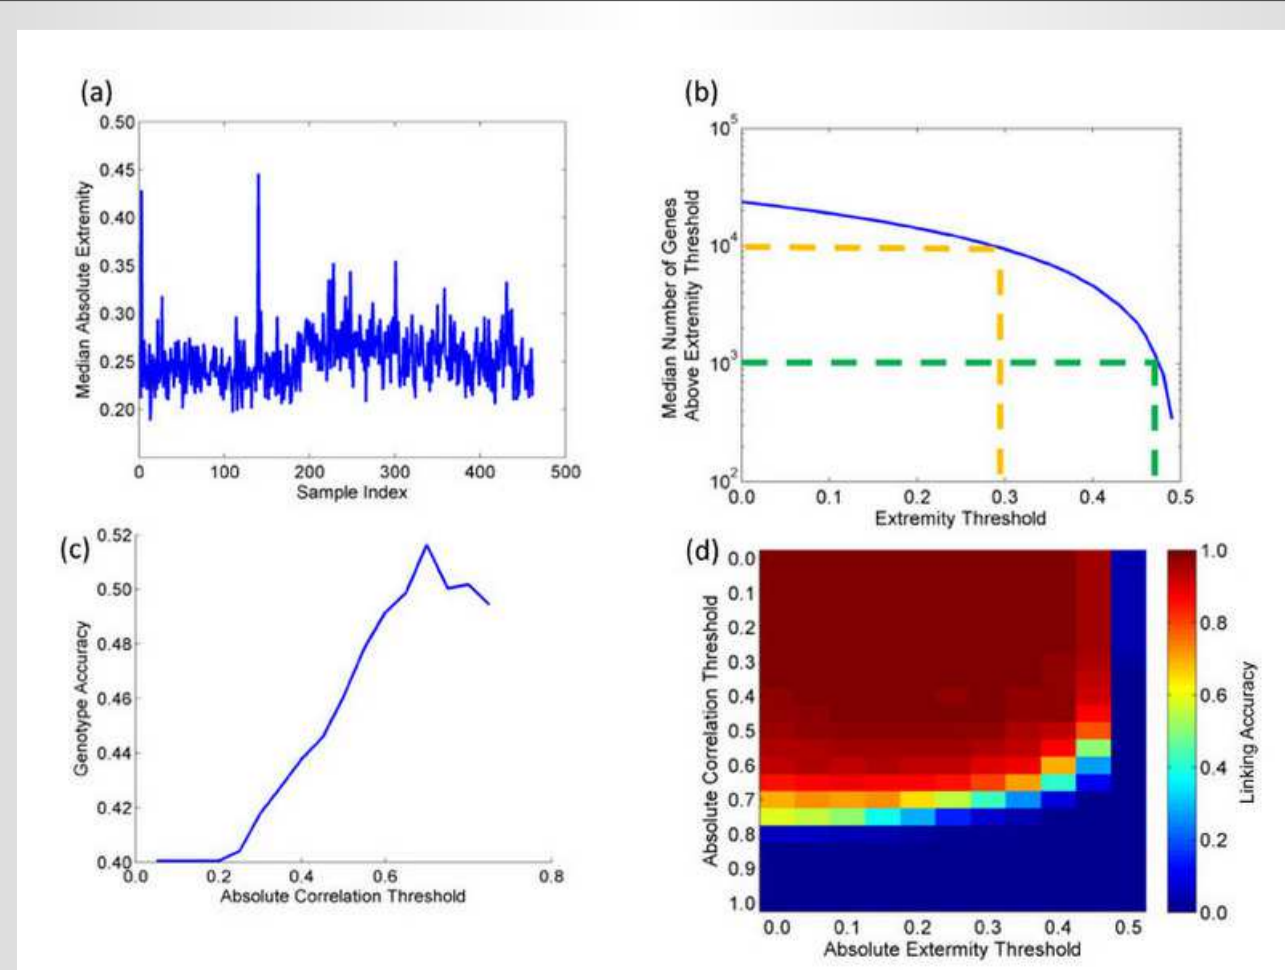 (a)
0.50
0.45
0.40
0.35
0.30
0.25
0.20
Median Absolute Extremity
0 100 200 300 400 500
Sample Index
(b)
10^5
10^4
10^3
10^2
Median Number of Genes
Above Extremity Threshold
0.0 0.1 0.2 0.3 0.4 0.5
Extremity Threshold
(c)
0.52
0.50
0.48
0.46
0.44
0.42
0.40
Genotype Accuracy
0.0 0.2 0.4 0.6 0.8
Absolute Correlation Threshold
(d)
0.0
0.1
0.2
0.3
0.4
0.5
0.6
0.7
0.8
0.9
1.0
Absolute Correlation Threshold
0.0 0.1 0.2 0.3 0.4 0.5
Absolute Extermity Threshold
1.0
0.8
0.6
0.4
0.2
0.0
Linking Accuracy